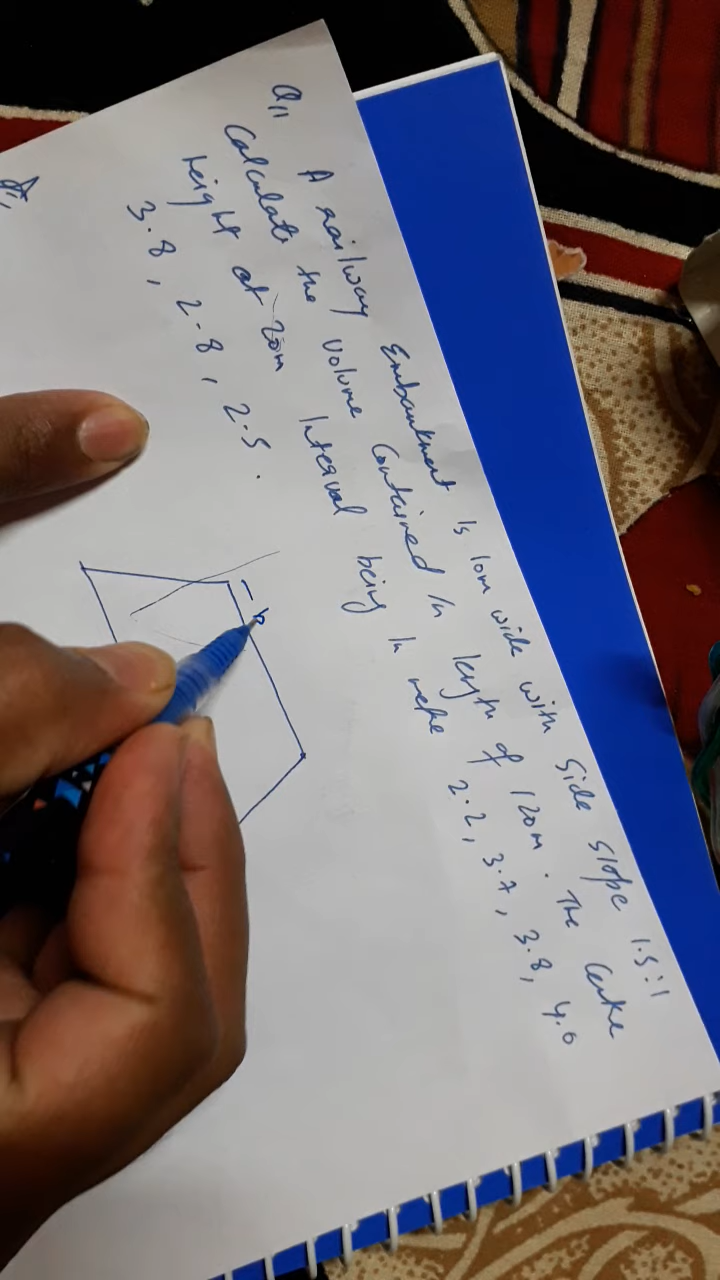 Q11 A railway Embankment is 10m wide with Side slope 1.5:1
Calculate the volume Contained in length of 120m. The Centre
height at 20m Interval being in metre 2.2, 3.7, 3.8, 4.0
3.8, 2.8, 2.5.
b